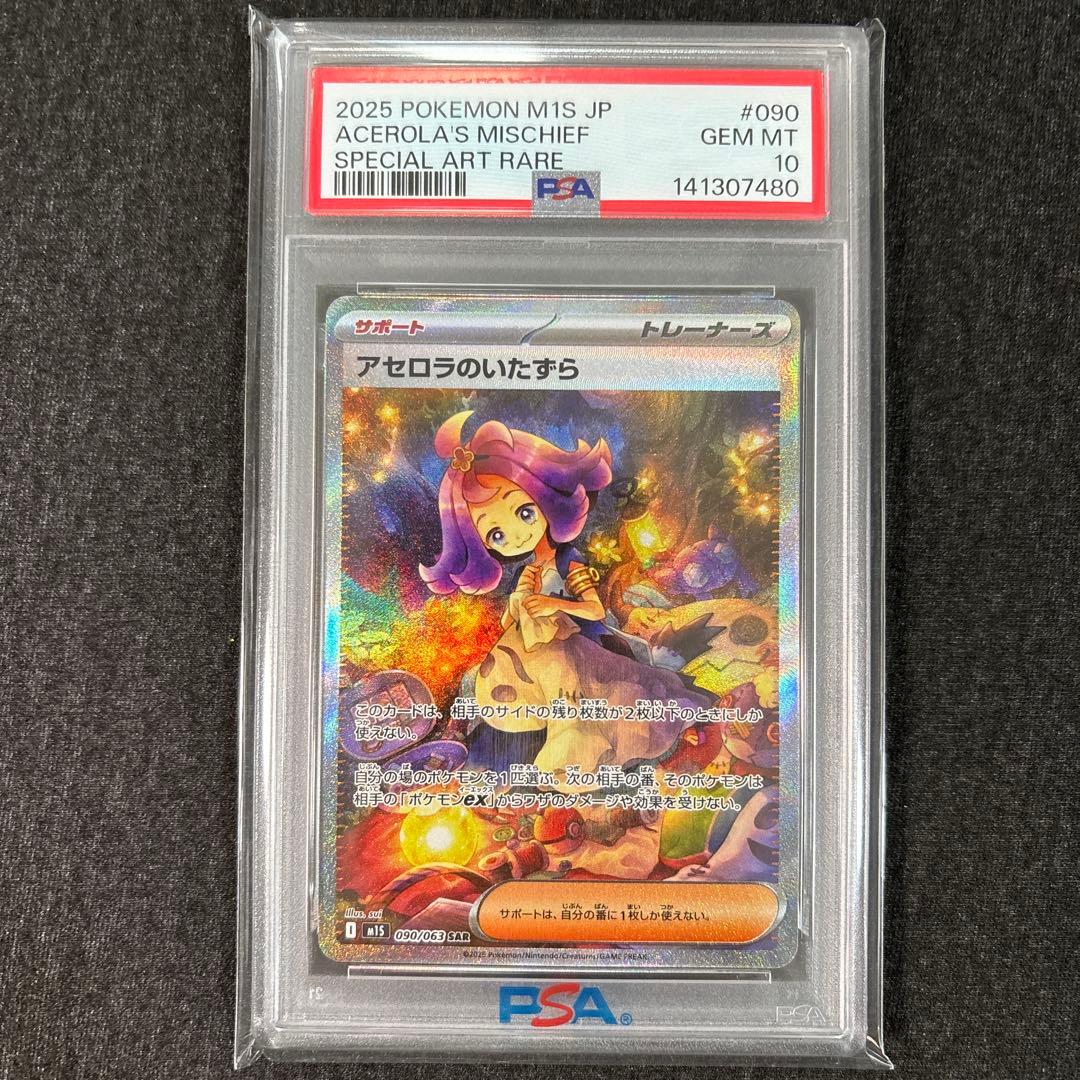 2025 POKEMON M1S JP #090
ACEROLA'S MISCHIEF GEM MT
SPECIAL ART RARE 10
PSA 141307480
サポート トレーナーズ
アセロラのいたずら
このカードは、相手のサイドの残り枚数が2枚以下のときにしか
使えない。
自分の場のポケモンを1匹選ぶ。次の相手の番、そのポケモンは
相手の「ポケモンex」からワザのダメージや効果を受けない。
サポートは、自分の番に1枚しか使えない。
Illus. sui
I M1S 090/063 SAR
©2025 Pokémon/Nintendo/Creatures/GAME FREAK
PSA®
PSA